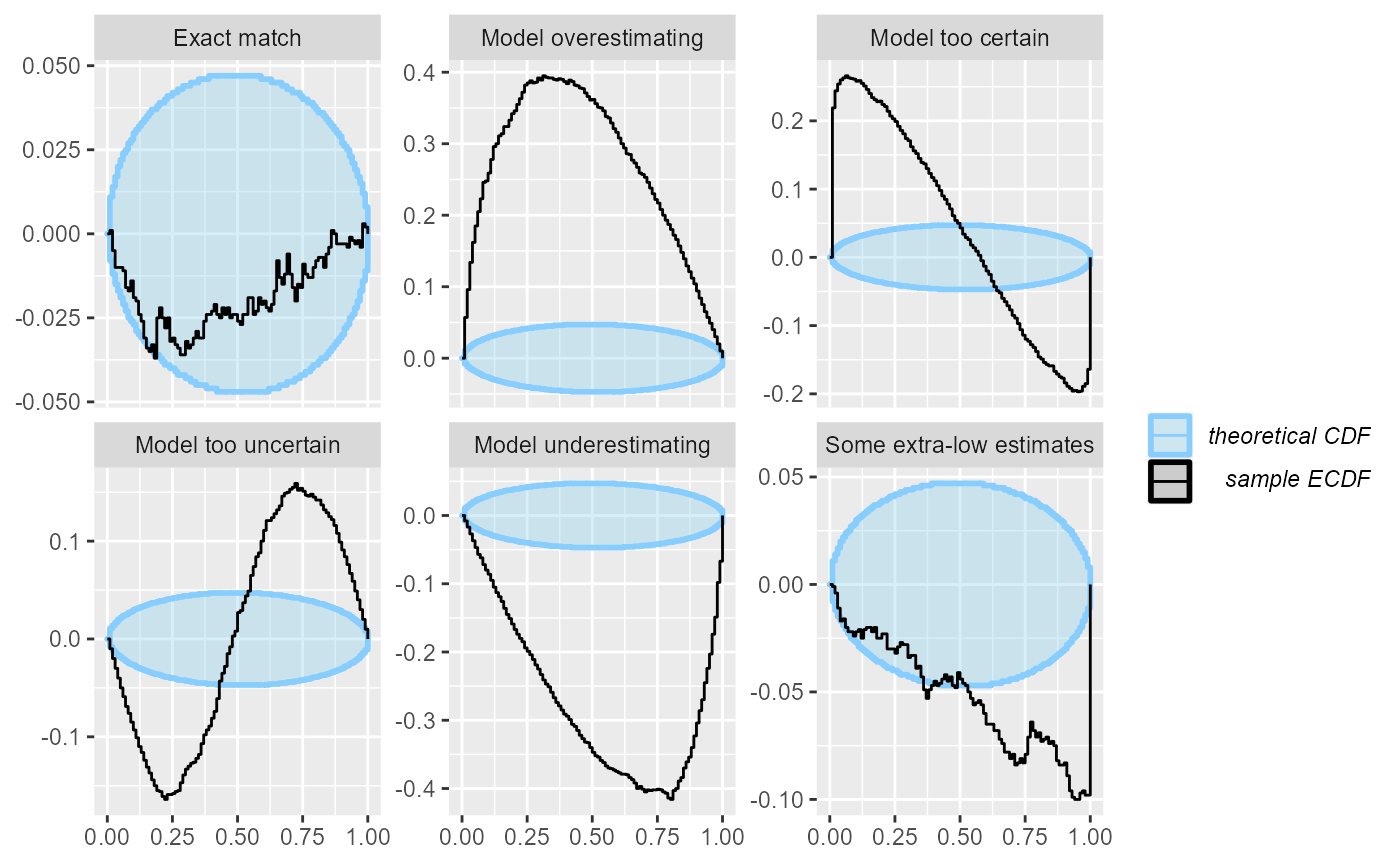 Exact match
Model overestimating
Model too certain
0.050
0.025
0.000
-0.025
-0.050
0.4
0.3
0.2
0.1
0.0
0.2
0.1
0.0
-0.1
-0.2
Model too uncertain
Model underestimating
Some extra-low estimates
0.1
0.0
-0.1
0.0
-0.1
-0.2
-0.3
-0.4
0.05
0.00
-0.05
-0.10
0.00 0.25 0.50 0.75 1.00
0.00 0.25 0.50 0.75 1.00
0.00 0.25 0.50 0.75 1.00
theoretical CDF
sample ECDF